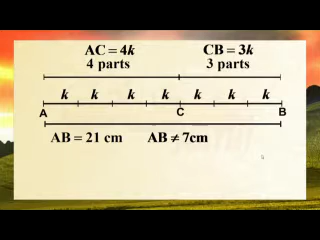 AC = 4k CB = 3k
4 parts 3 parts
k k k k k k k
A C B
AB = 21 cm AB ≠ 7cm